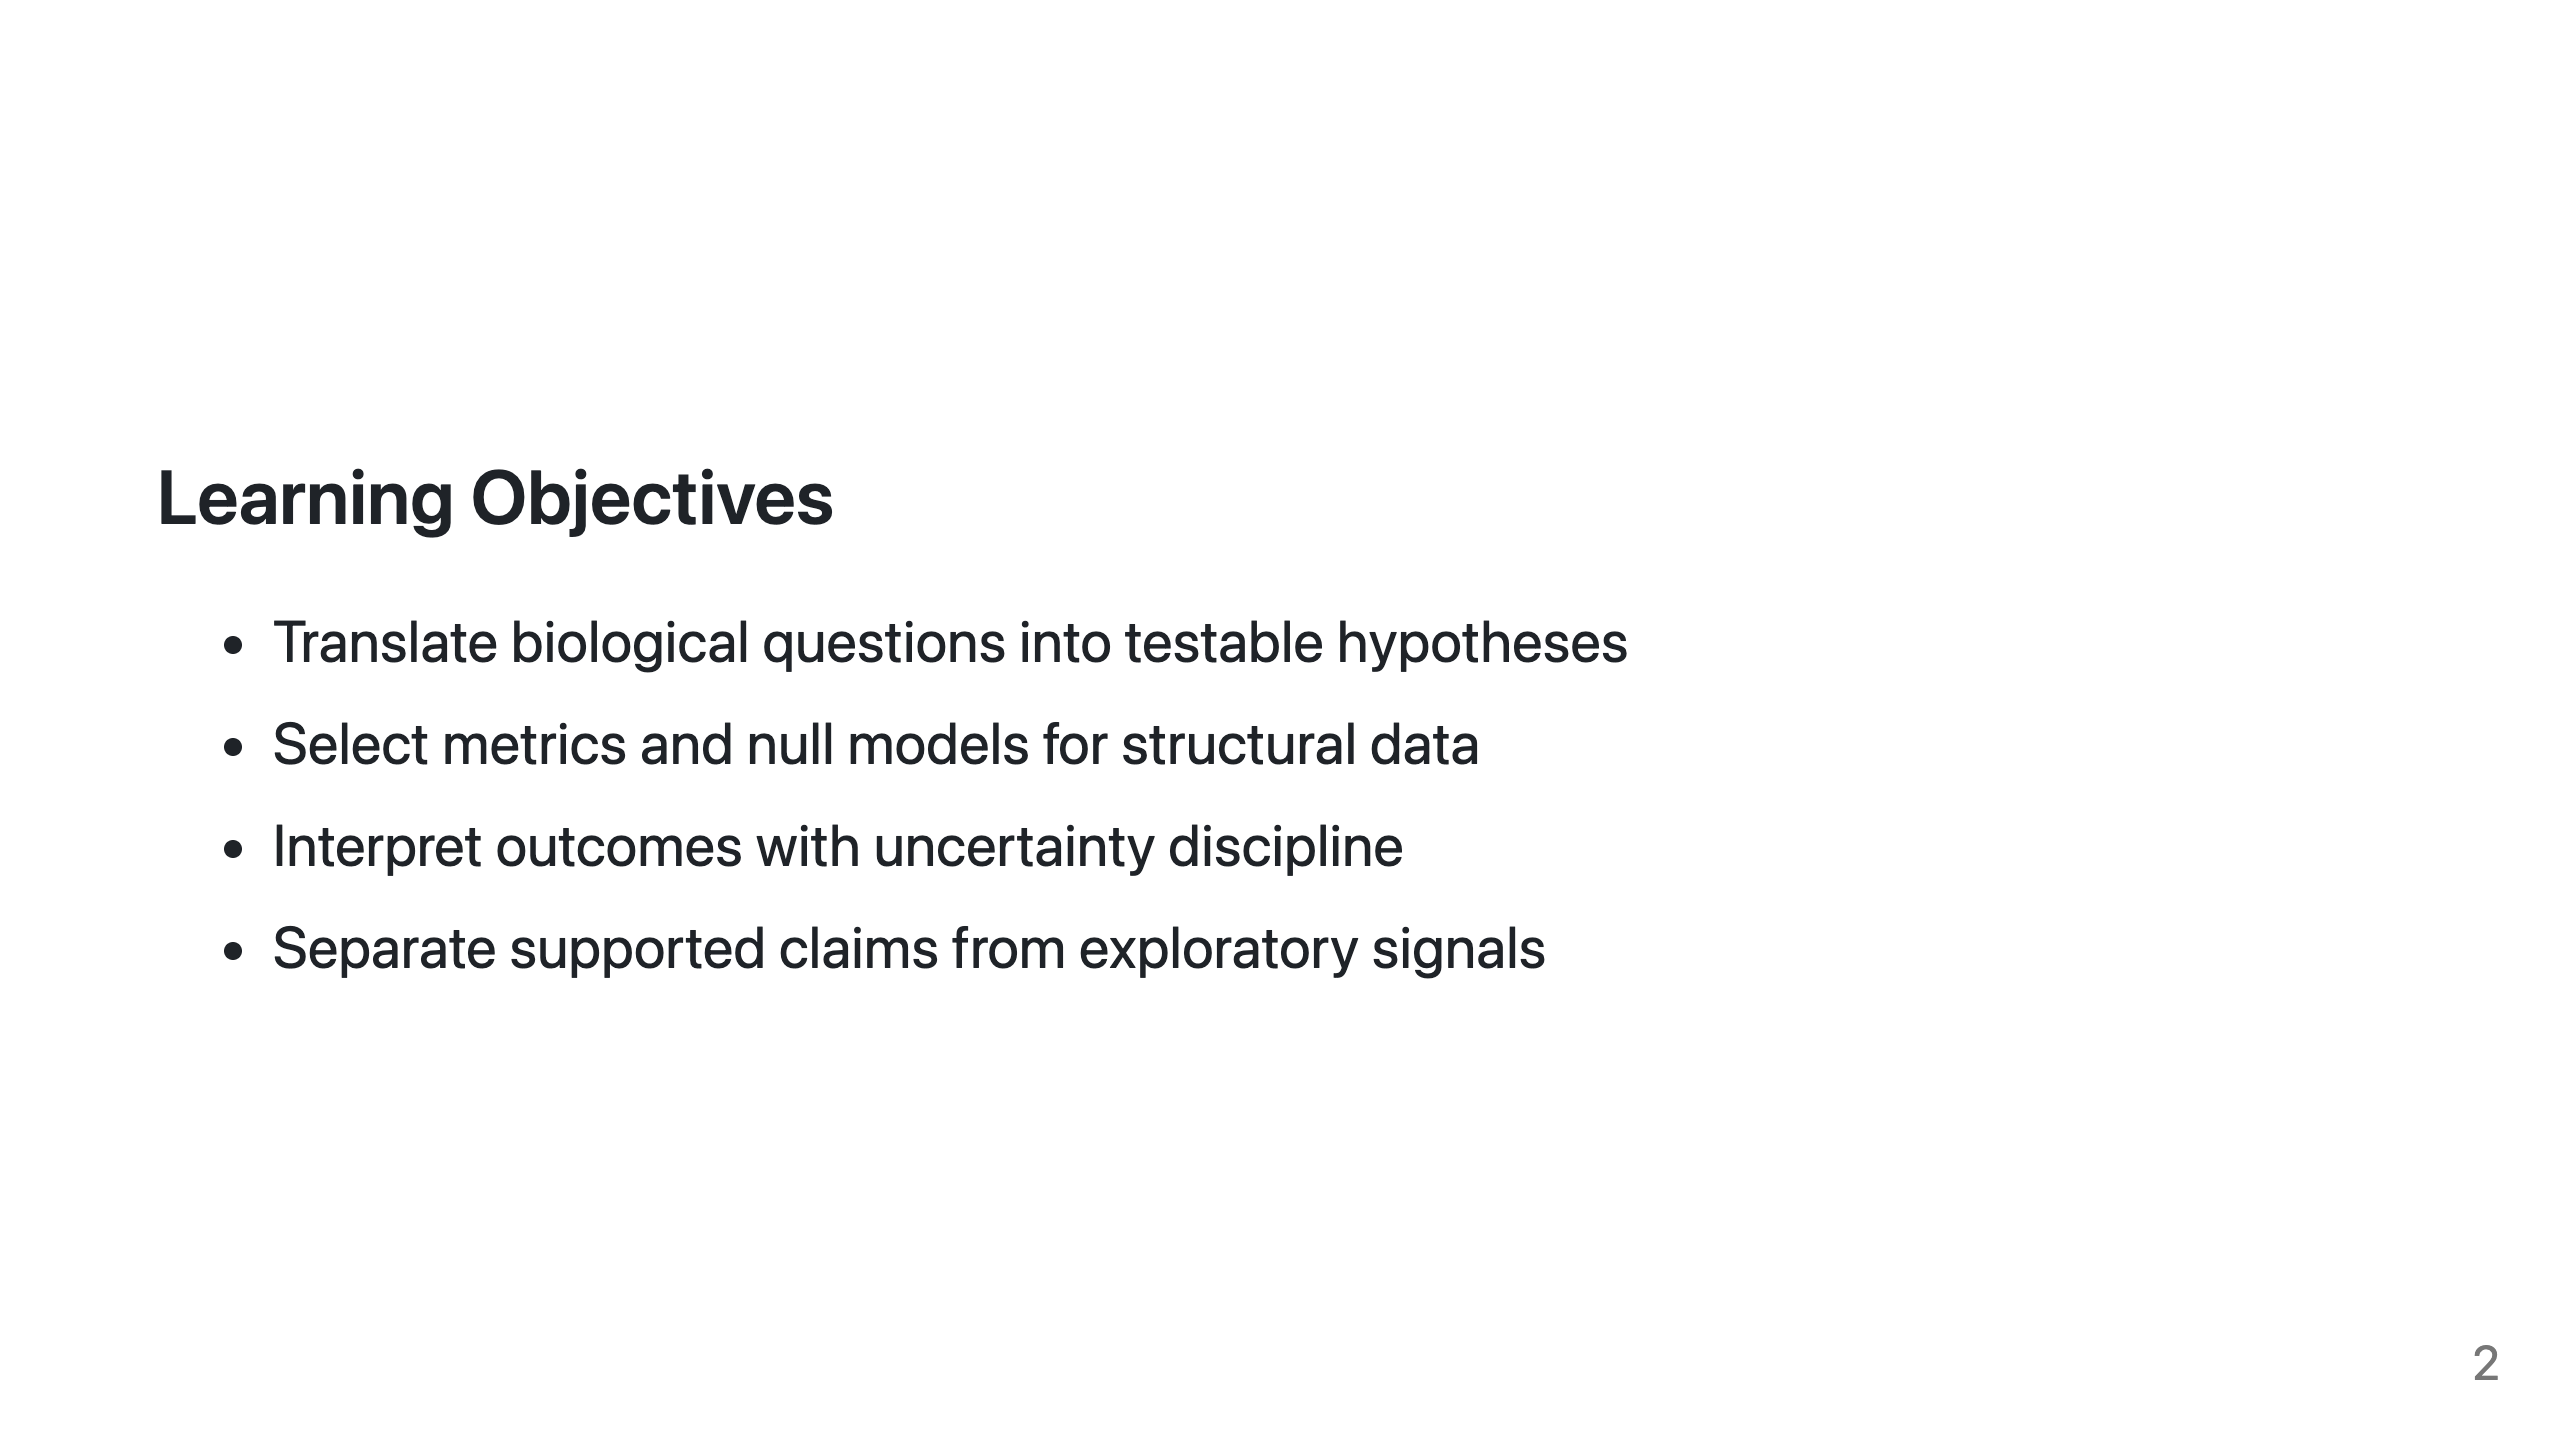 Learning Objectives
• Translate biological questions into testable hypotheses
• Select metrics and null models for structural data
• Interpret outcomes with uncertainty discipline
• Separate supported claims from exploratory signals
2